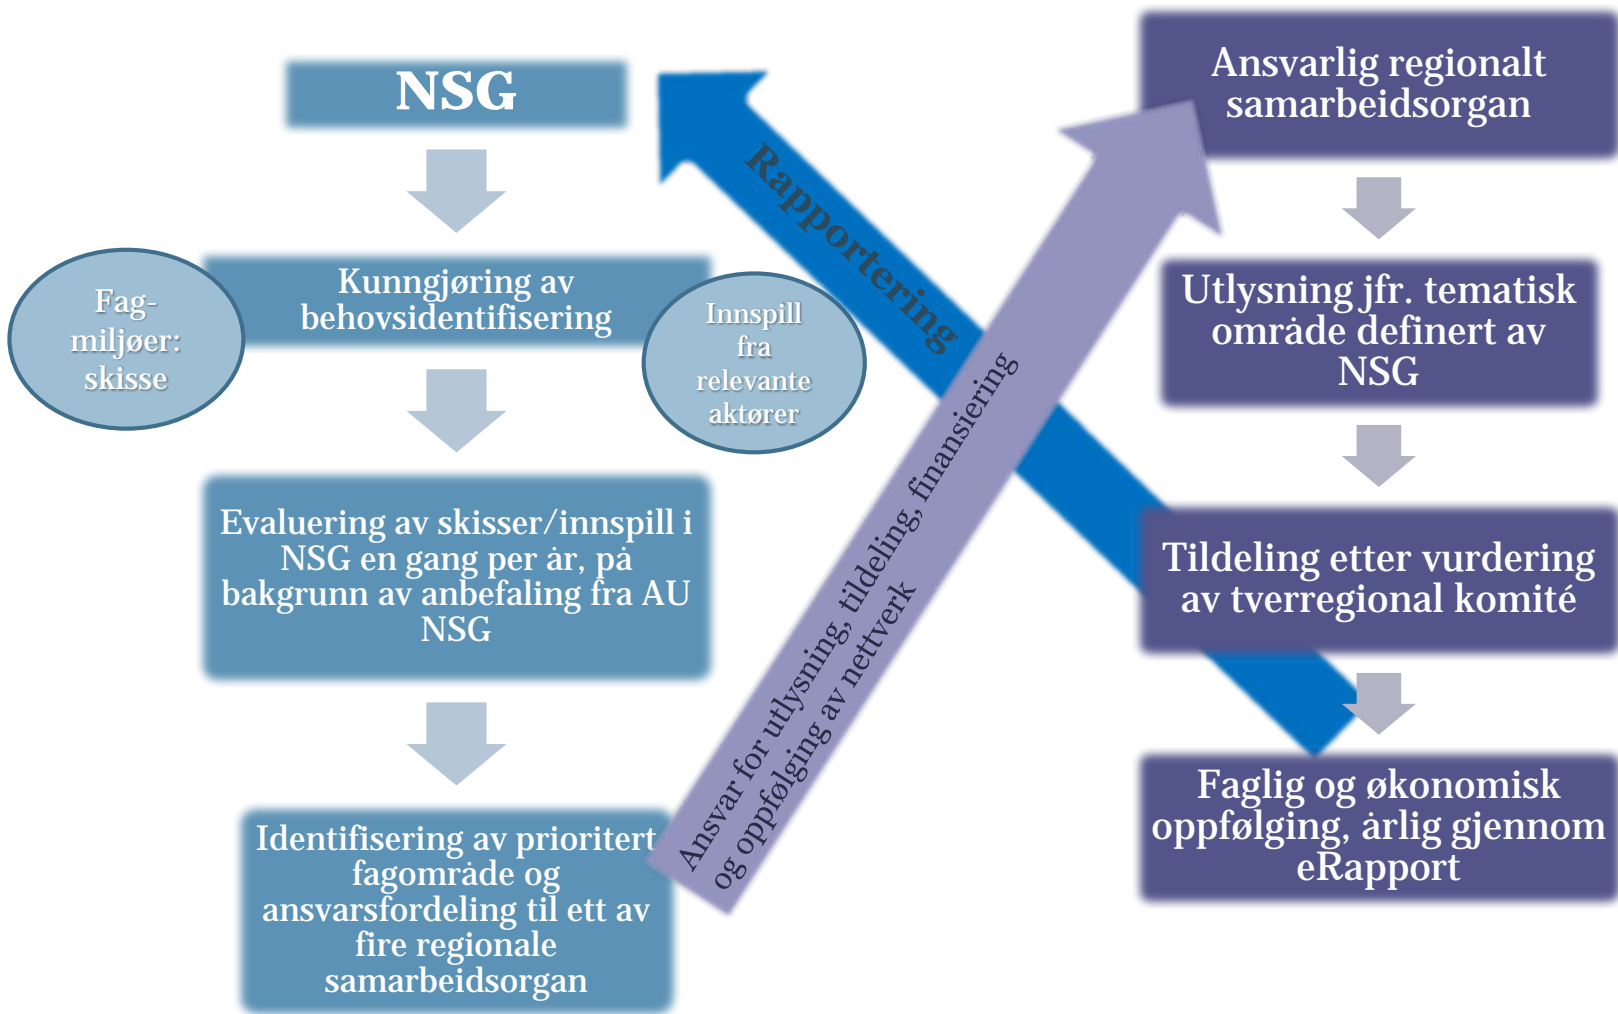 NSG
Kunngjøring av
behovsidentifisering
Fag-
miljøer:
skisse
Innspill
fra
relevante
aktører
Evaluering av skisser/innspill i
NSG en gang per år, på
bakgrunn av anbefaling fra AU
NSG
Identifisering av prioritert
fagområde og
ansvarsfordeling til ett av
fire regionale
samarbeidsorgan
Rapportering
Ansvar for utlysning, tildeling, finansiering
og oppfølging av nettverk
Ansvarlig regionalt
samarbeidsorgan
Utlysning jfr. tematisk
område definert av
NSG
Tildeling etter vurdering
av tverregional komité
Faglig og økonomisk
oppfølging, årlig gjennom
eRapport